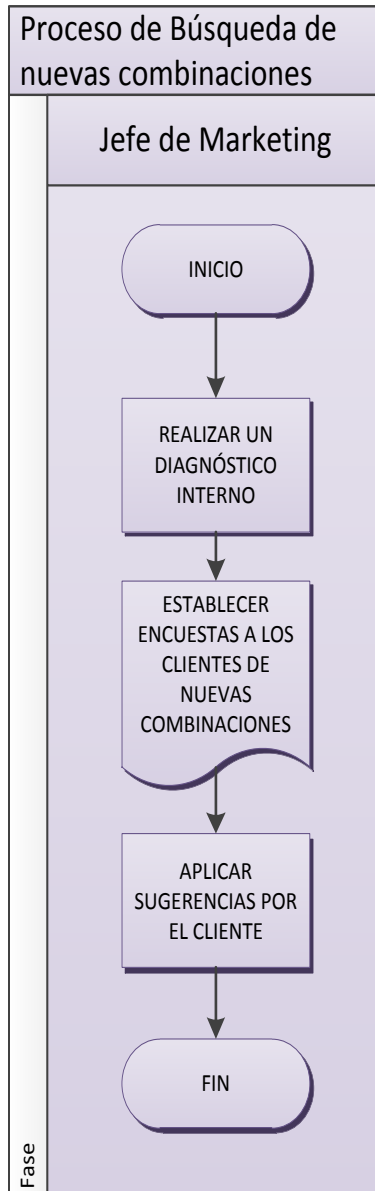 Proceso de Búsqueda de
nuevas combinaciones
Jefe de Marketing
INICIO
REALIZAR UN
DIAGNÓSTICO
INTERNO
ESTABLECER
ENCUESTAS A LOS
CLIENTES DE
NUEVAS
COMBINACIONES
APLICAR
SUGERENCIAS POR
EL CLIENTE
FIN
Fase